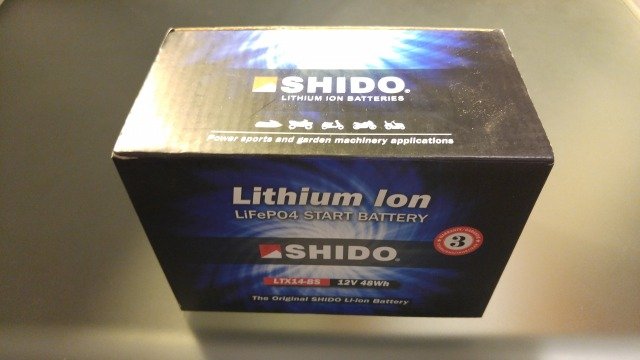 SHIDO®
LITHIUM ION BATTERIES
Power sports and garden machinery applications
Lithium Ion
LiFePO4 START BATTERY
SHIDO®
3
LTX14-BS 12V 48Wh
The Original SHIDO Li-ion Battery